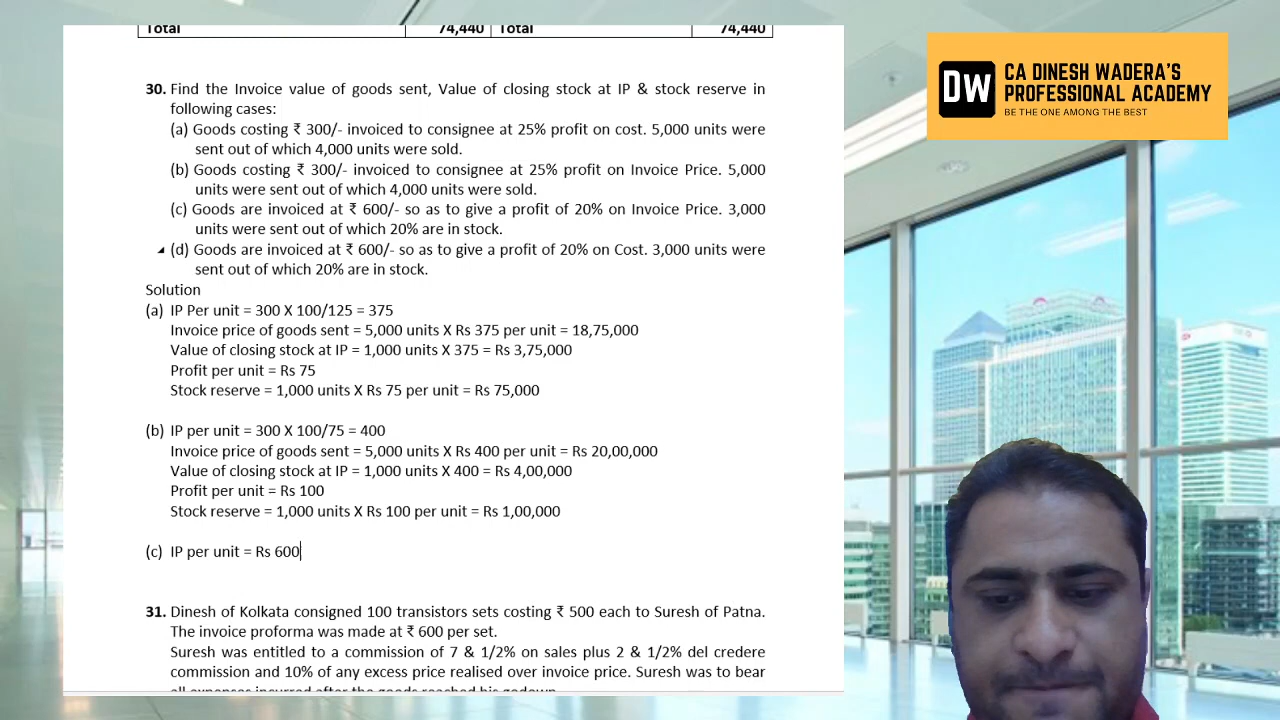 Total 74,440 Total 74,440
30. Find the Invoice value of goods sent, Value of closing stock at IP & stock reserve in
following cases:
(a) Goods costing ₹ 300/- invoiced to consignee at 25% profit on cost. 5,000 units were
sent out of which 4,000 units were sold.
(b) Goods costing ₹ 300/- invoiced to consignee at 25% profit on Invoice Price. 5,000
units were sent out of which 4,000 units were sold.
(c) Goods are invoiced at ₹ 600/- so as to give a profit of 20% on Invoice Price. 3,000
units were sent out of which 20% are in stock.
(d) Goods are invoiced at ₹ 600/- so as to give a profit of 20% on Cost. 3,000 units were
sent out of which 20% are in stock.
Solution
(a) IP Per unit = 300 X 100/125 = 375
Invoice price of goods sent = 5,000 units X Rs 375 per unit = 18,75,000
Value of closing stock at IP = 1,000 units X 375 = Rs 3,75,000
Profit per unit = Rs 75
Stock reserve = 1,000 units X Rs 75 per unit = Rs 75,000
(b) IP per unit = 300 X 100/75 = 400
Invoice price of goods sent = 5,000 units X Rs 400 per unit = Rs 20,00,000
Value of closing stock at IP = 1,000 units X 400 = Rs 4,00,000
Profit per unit = Rs 100
Stock reserve = 1,000 units X Rs 100 per unit = Rs 1,00,000
(c) IP per unit = Rs 600
31. Dinesh of Kolkata consigned 100 transistors sets costing ₹ 500 each to Suresh of Patna.
The invoice proforma was made at ₹ 600 per set.
Suresh was entitled to a commission of 7 & 1/2% on sales plus 2 & 1/2% del credere
commission and 10% of any excess price realised over invoice price. Suresh was to bear
all expenses incurred after the goods reached his godown.
DW
CA DINESH WADERA'S
PROFESSIONAL ACADEMY
BE THE ONE AMONG THE BEST